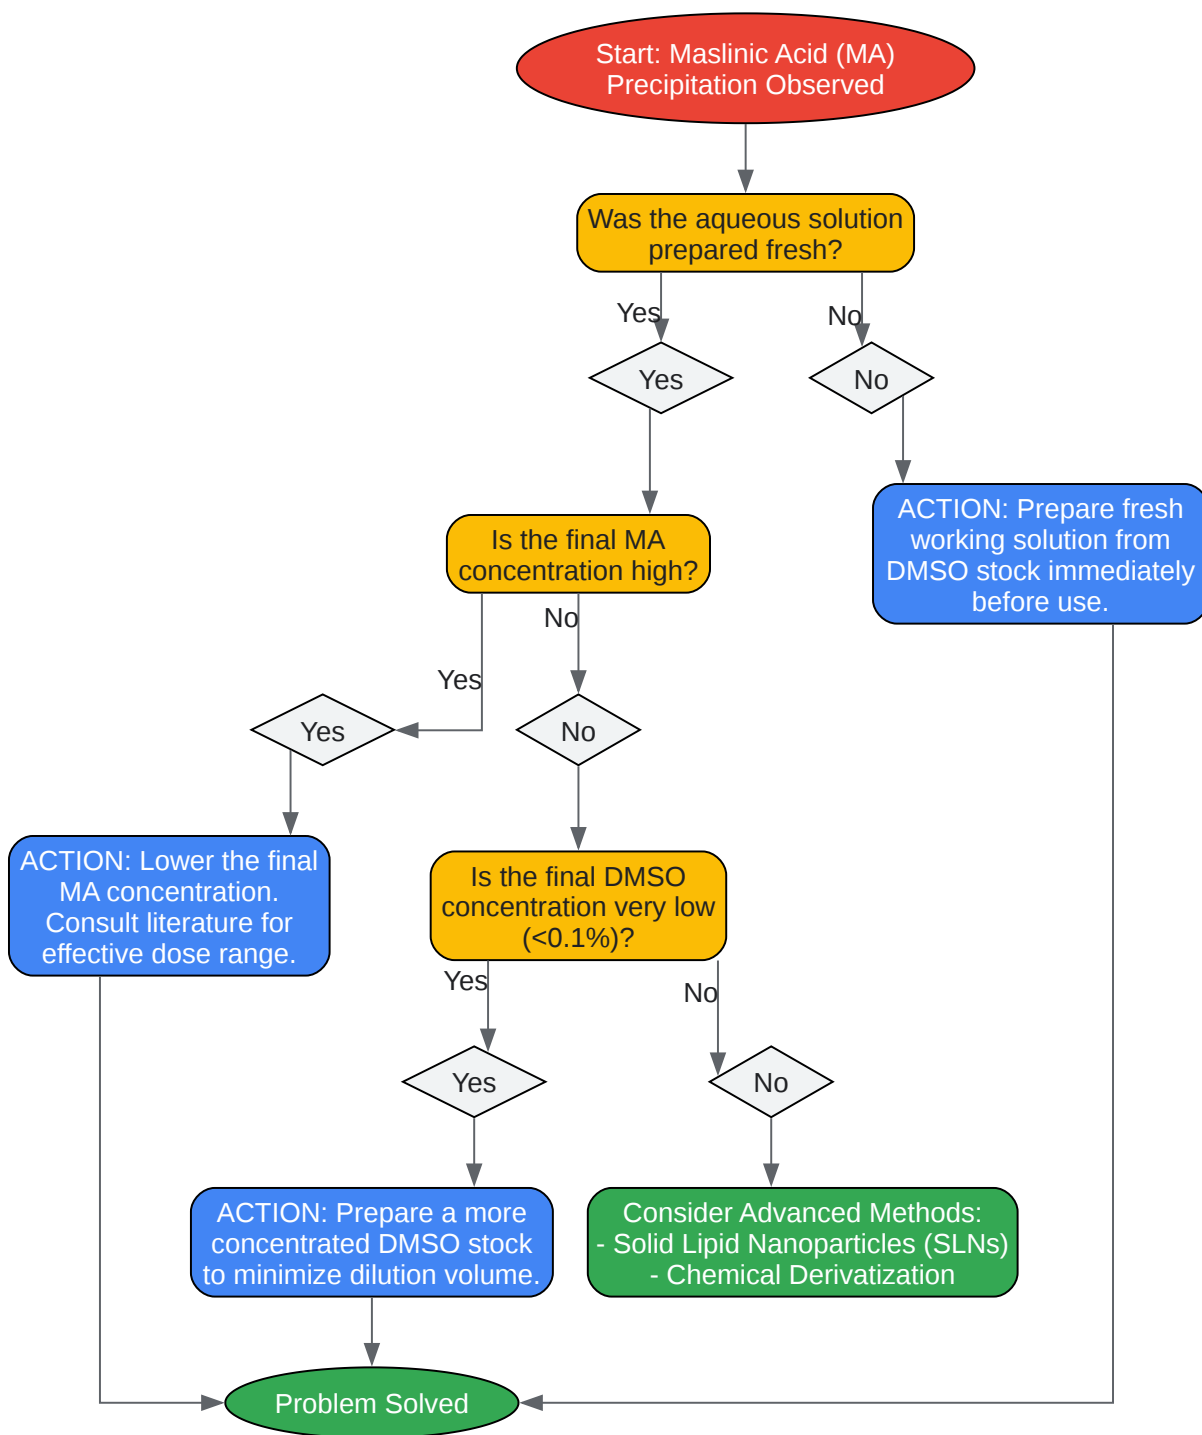 Start: Maslinic Acid (MA)
Precipitation Observed
Was the aqueous solution
prepared fresh?
Yes
No
Yes
No
ACTION: Prepare fresh
working solution from
DMSO stock immediately
before use.
Is the final MA
concentration high?
No
Yes
Yes
No
ACTION: Lower the final
MA concentration.
Consult literature for
effective dose range.
Is the final DMSO
concentration very low
(<0.1%)?
Yes
No
Yes
No
ACTION: Prepare a more
concentrated DMSO stock
to minimize dilution volume.
Consider Advanced Methods:
- Solid Lipid Nanoparticles (SLNs)
- Chemical Derivatization
Problem Solved